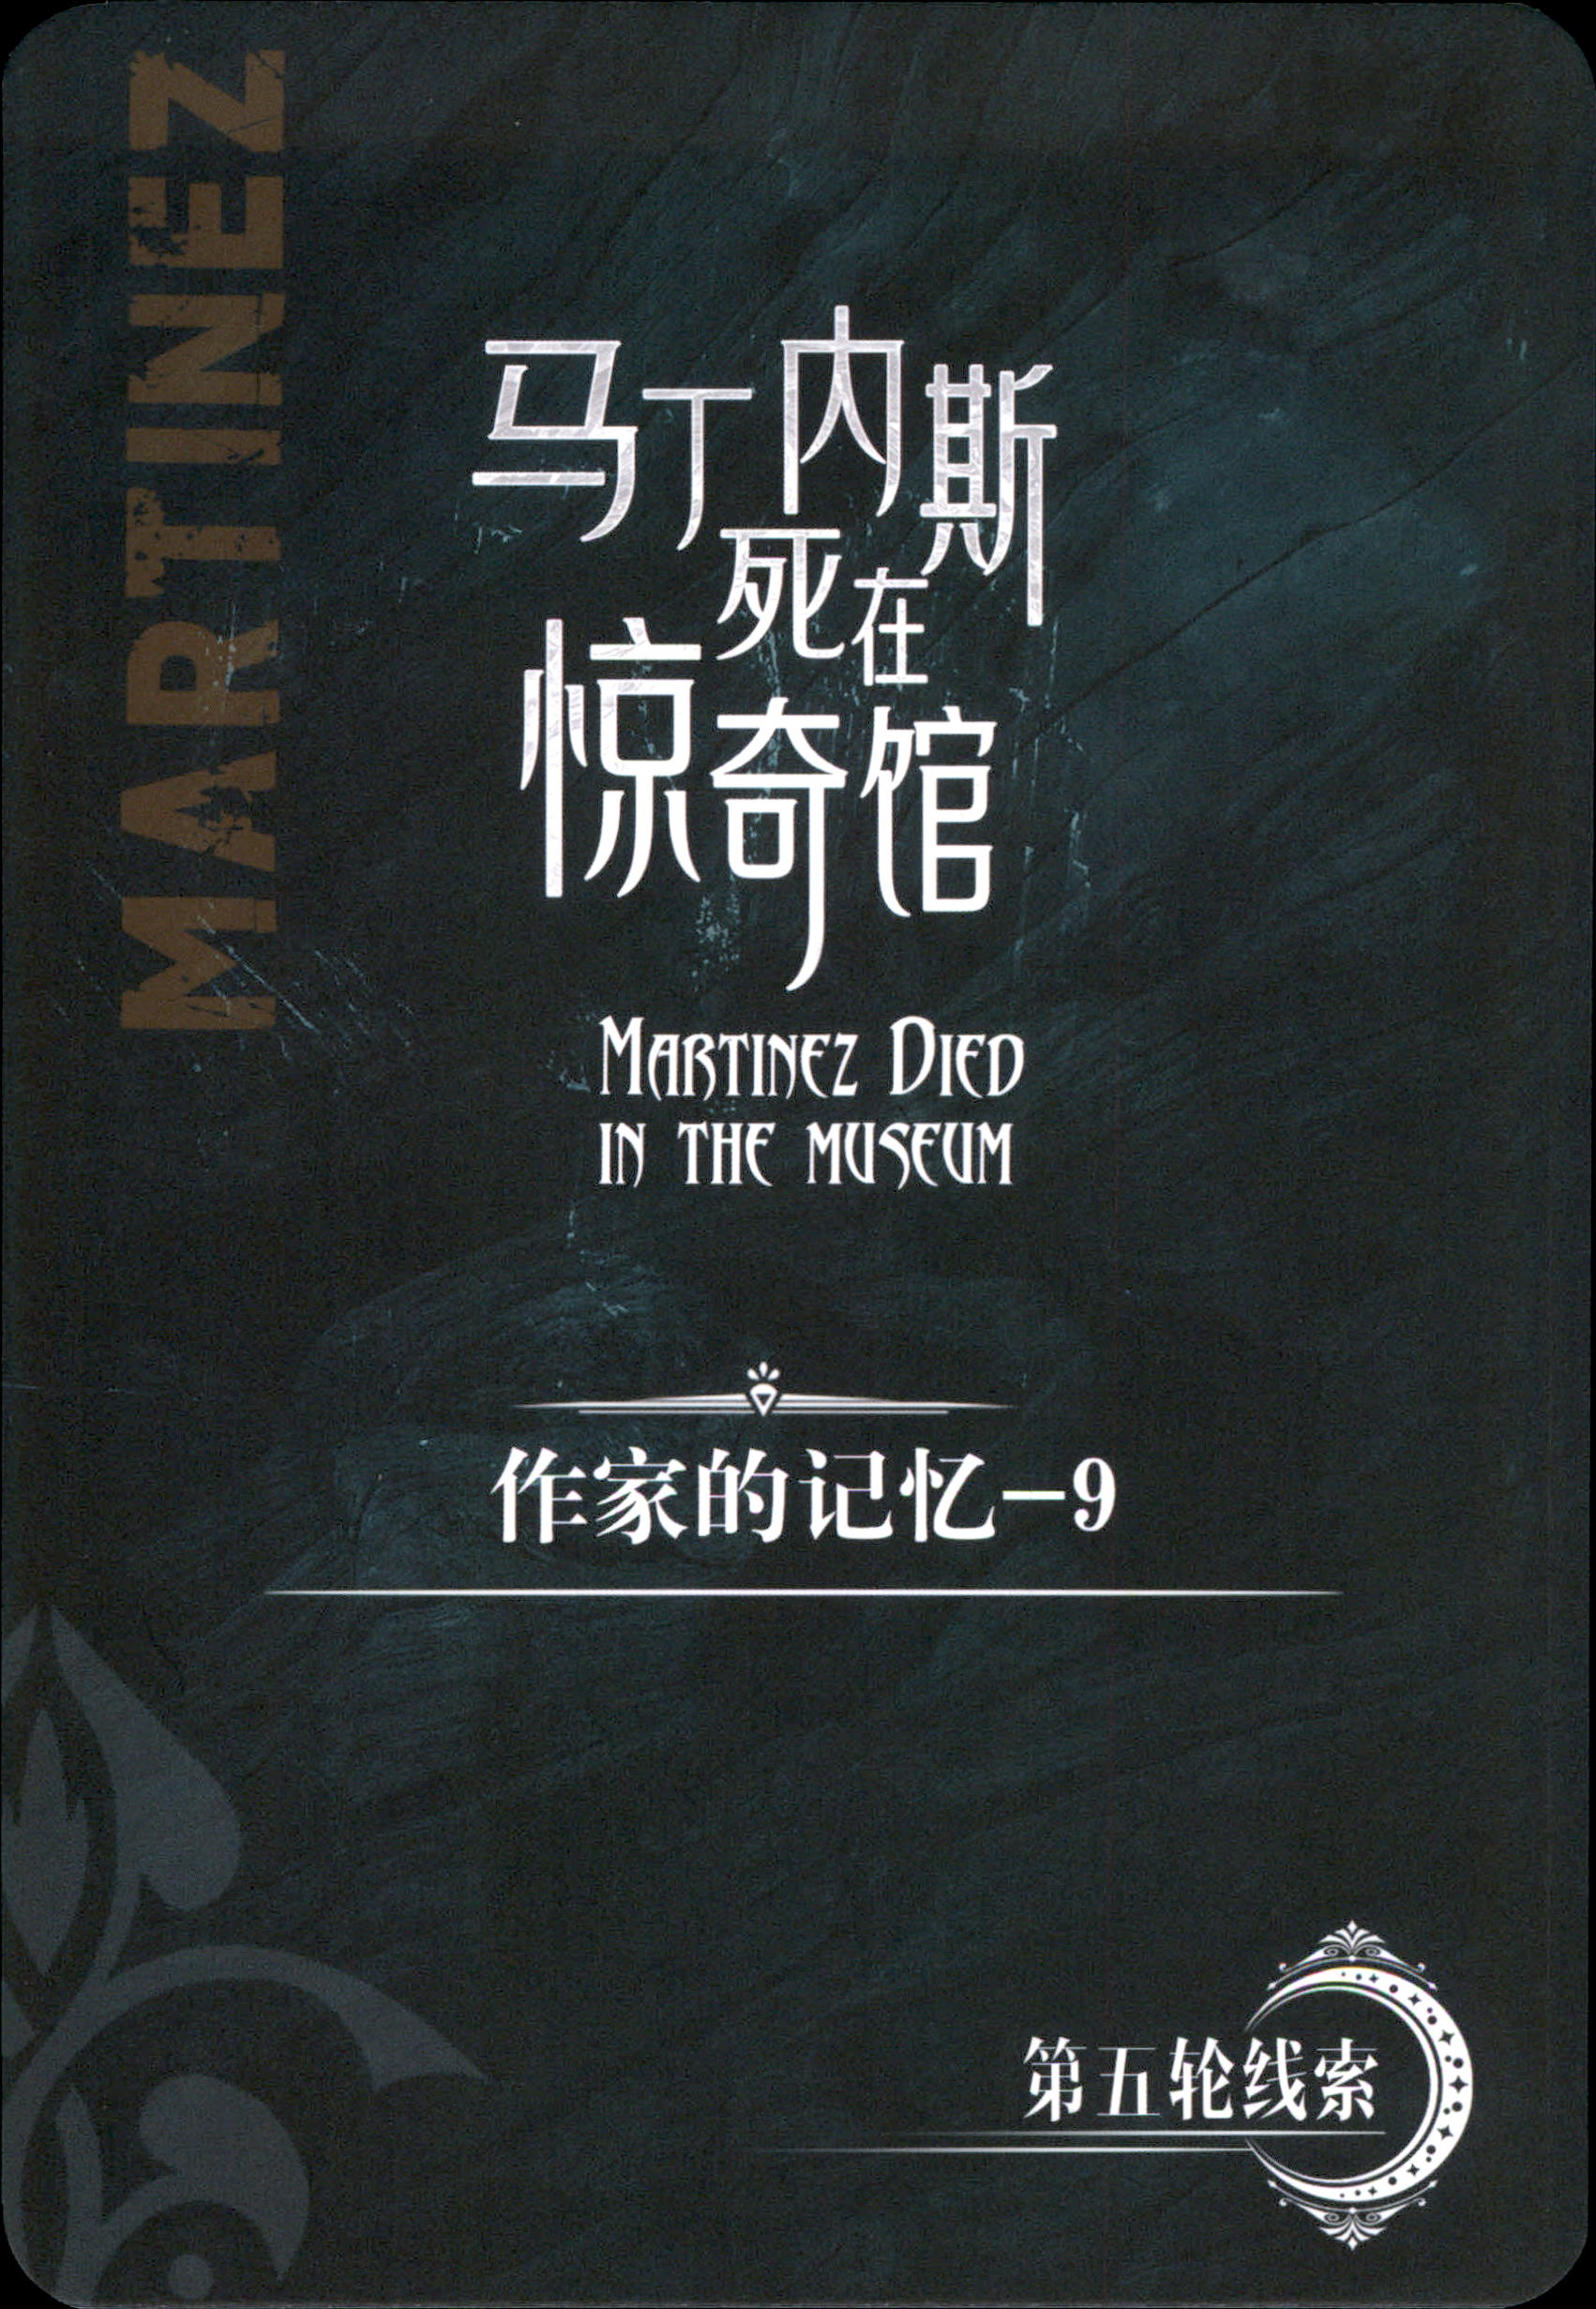 MARTINEZ
马丁内斯
死在
惊奇馆
MARTINEZ DIED
IN THE MUSEUM
作家的记忆-9
第五轮线索